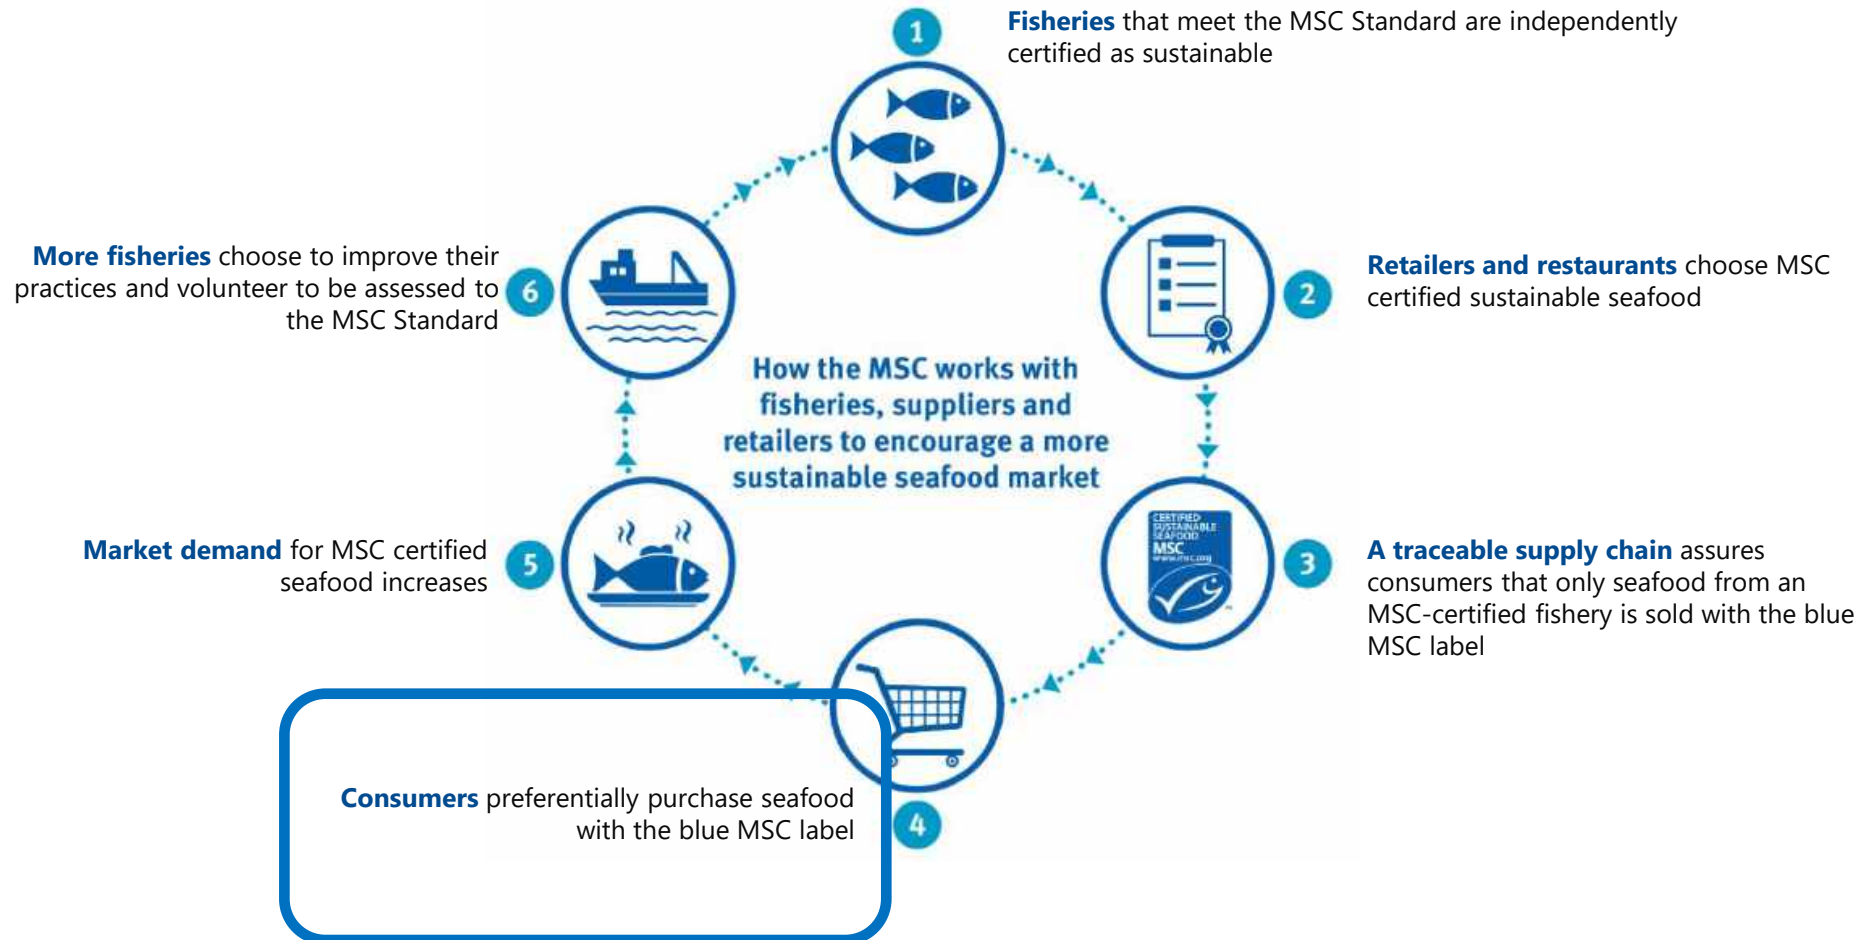 1
Fisheries that meet the MSC Standard are independently
certified as sustainable
2
Retailers and restaurants choose MSC
certified sustainable seafood
3
CERTIFIED
SUSTAINABLE
SEAFOOD
MSC
www.msc.org
™
A traceable supply chain assures
consumers that only seafood from an
MSC-certified fishery is sold with the blue
MSC label
4
Consumers preferentially purchase seafood
with the blue MSC label
5
Market demand for MSC certified
seafood increases
6
More fisheries choose to improve their
practices and volunteer to be assessed to
the MSC Standard
How the MSC works with
fisheries, suppliers and
retailers to encourage a more
sustainable seafood market